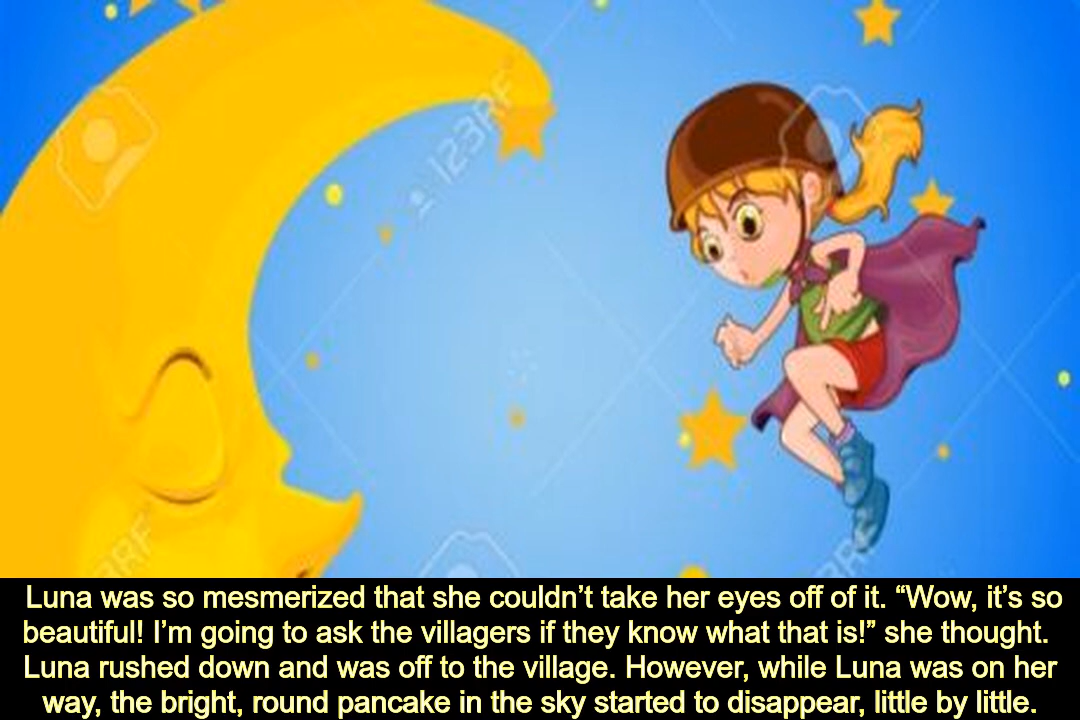 123RF
Luna was so mesmerized that she couldn’t take her eyes off of it. “Wow, it’s so
beautiful! I’m going to ask the villagers if they know what that is!” she thought.
Luna rushed down and was off to the village. However, while Luna was on her
way, the bright, round pancake in the sky started to disappear, little by little.